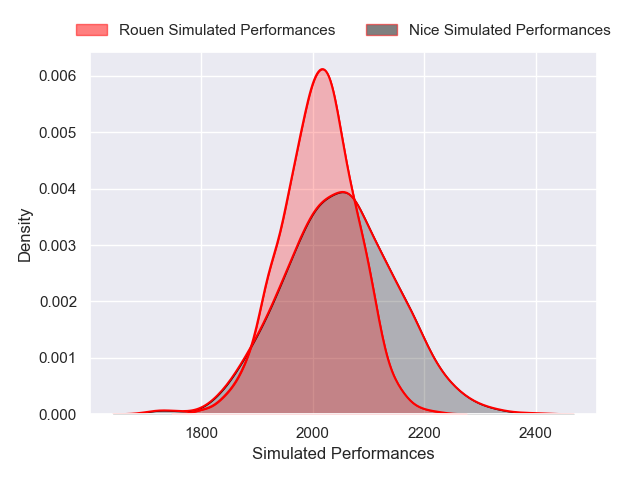 Rouen Simulated Performances
Nice Simulated Performances
0.006
0.005
0.004
0.003
0.002
0.001
0.000
Density
1800
2000
2200
2400
Simulated Performances